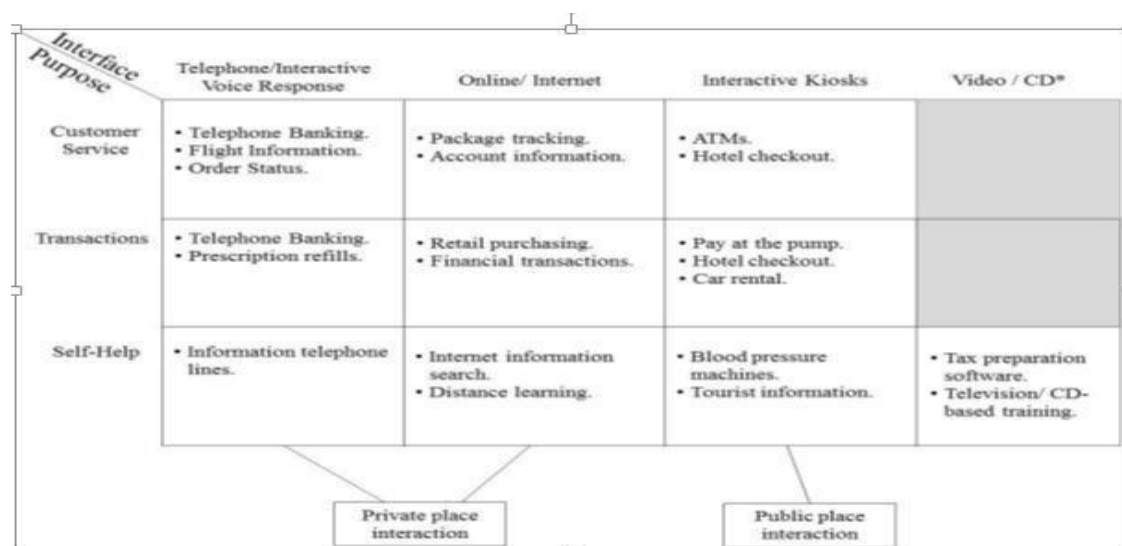 Interface
Purpose
Telephone/Interactive
Voice Response
Online/ Internet
Interactive Kiosks
Video / CD*
Customer
Service
• Telephone Banking.
• Flight Information.
• Order Status.
• Package tracking.
• Account information.
• ATMs.
• Hotel checkout.
Transactions
• Telephone Banking.
• Prescription refills.
• Retail purchasing.
• Financial transactions.
• Pay at the pump.
• Hotel checkout.
• Car rental.
Self-Help
• Information telephone
lines.
• Internet information
search.
• Distance learning.
• Blood pressure
machines.
• Tourist information.
• Tax preparation
software.
• Television/ CD-
based training.
Private place
interaction
Public place
interaction